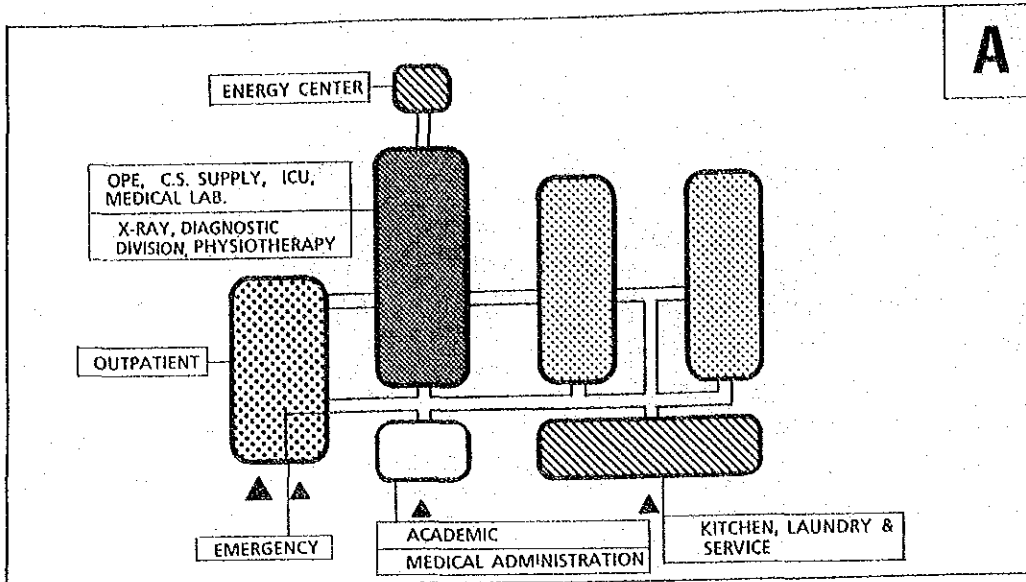 A
ENERGY CENTER
OPE, C.S. SUPPLY, ICU,
MEDICAL LAB.
X-RAY, DIAGNOSTIC
DIVISION, PHYSIOTHERAPY
OUTPATIENT
EMERGENCY
ACADEMIC
MEDICAL ADMINISTRATION
KITCHEN, LAUNDRY &
SERVICE